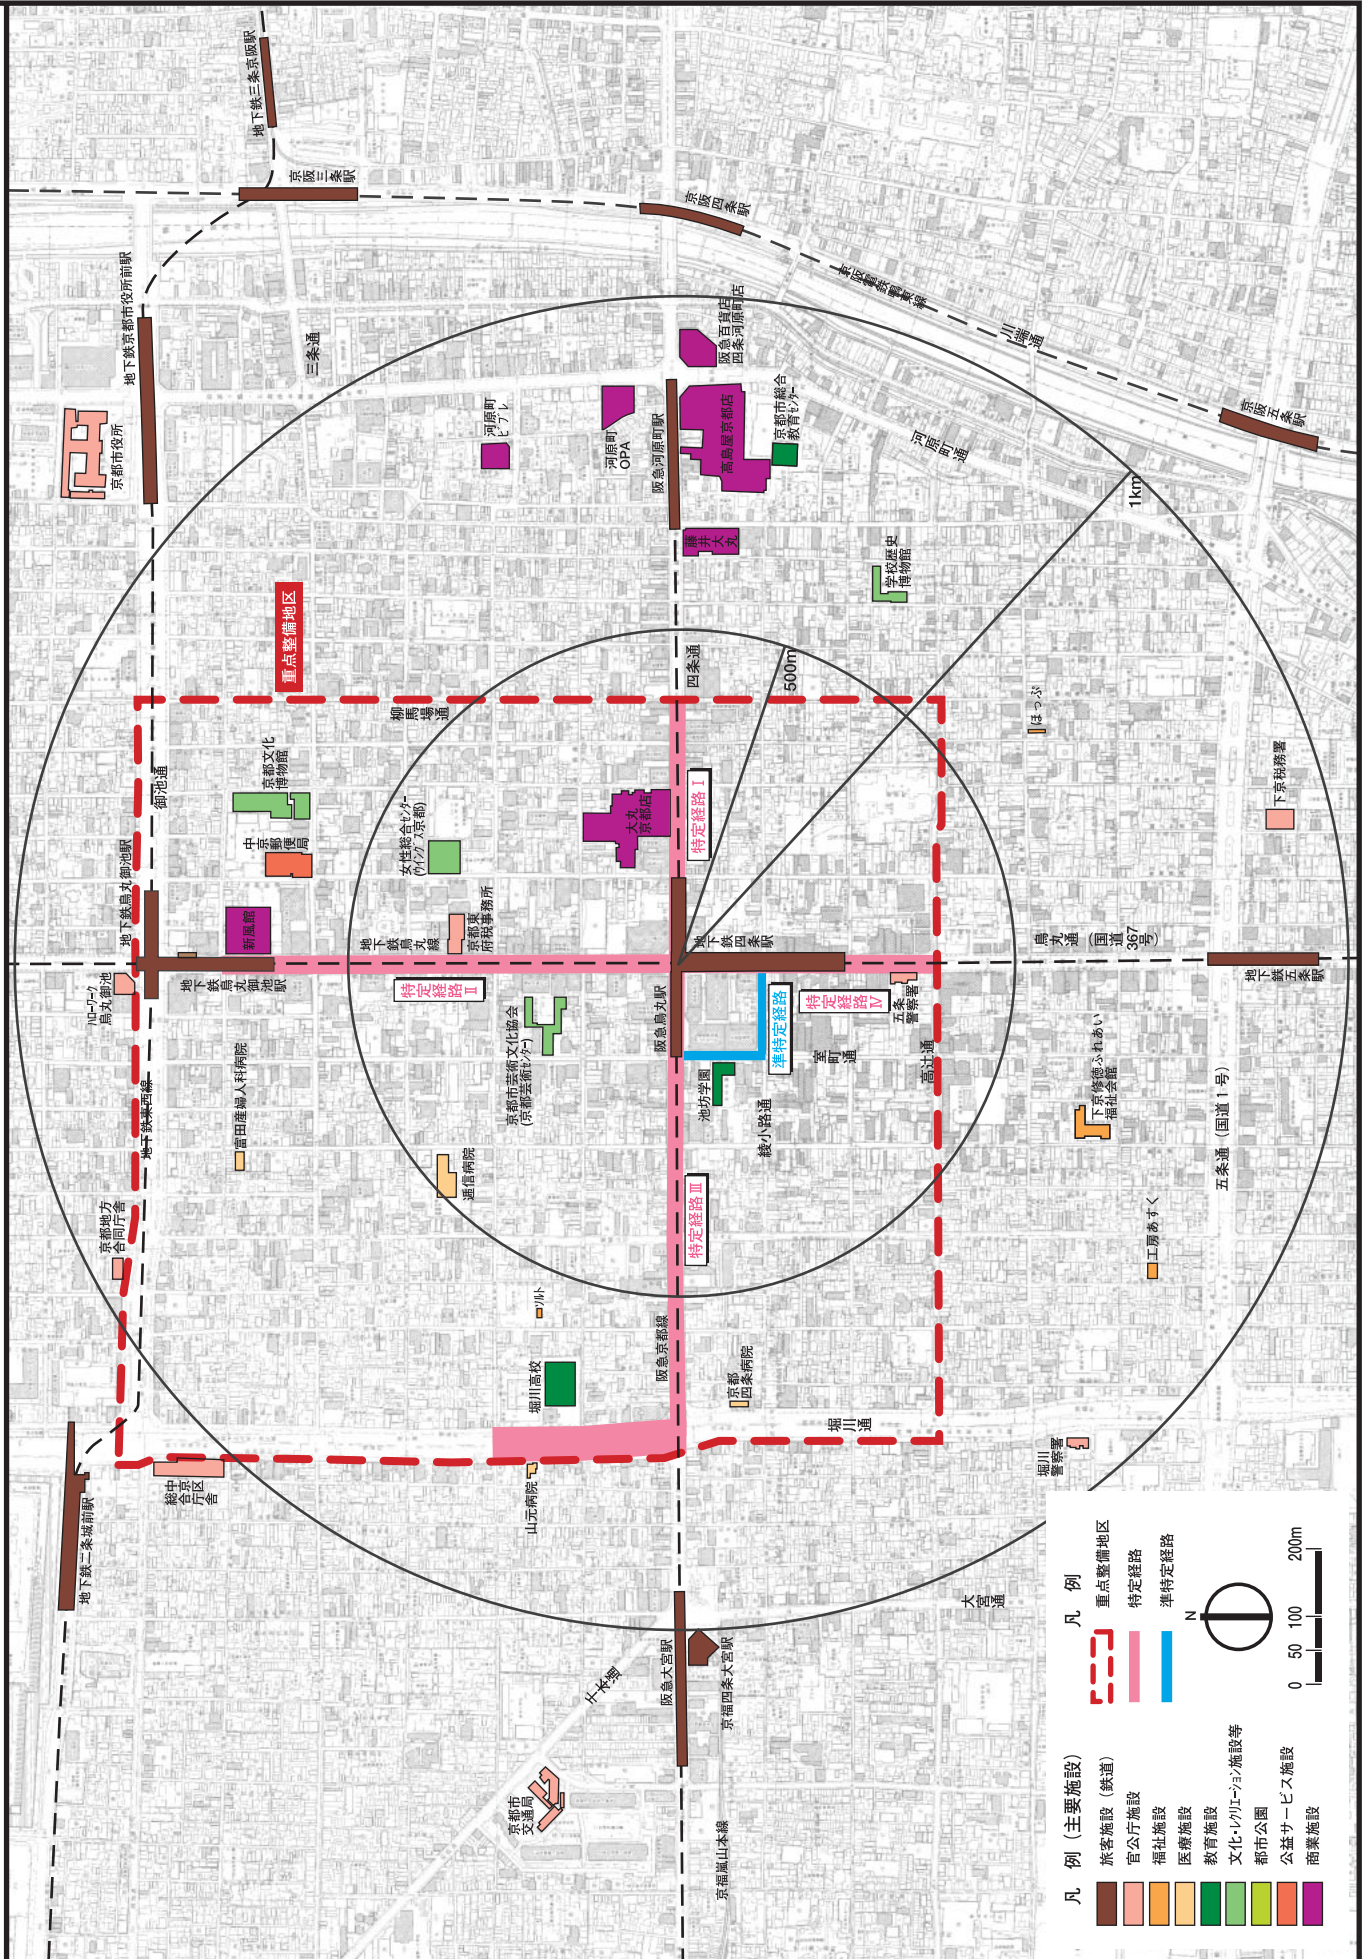 地下鉄三条京阪駅
京阪三条駅
地下鉄京都市役所前駅
三条通
京都市役所
京阪四条駅
京阪電鉄鴨東線
川端通
京阪五条駅
阪急百貨店
四条河原町店
河原町
ビブレ
河原町
OPA
阪急河原町駅
高島屋京都店
京都市総合
教育センター
河原町通
1km
藤井大丸
学校歴史
博物館
重点整備地区
柳馬場通
四条通
500m
ほっぷ
御池通
京都文化
博物館
中京郵便局
女性総合センター
(ウィングス京都)
大丸
京都店
特定経路Ⅰ
下京税務署
地下鉄烏丸御池駅
新風館
地下鉄烏丸線
京都東
府税事務所
地下鉄四条駅
烏丸通(国道367号)
地下鉄五条駅
ハローワーク
烏丸御池
地下鉄烏丸御池駅
特定経路Ⅱ
京都市芸術文化協会
(京都芸術センター)
阪急烏丸駅
準特定経路
特定経路Ⅳ
五条
警察署
室町通
高辻通
池坊学園
綾小路通
下京修徳ふれあい
福祉会館
五条通(国道1号)
地下鉄東西線
富田産婦人科病院
逓信病院
特定経路Ⅲ
京都地方
合同庁舎
工房あすく
ソルト
阪急京都線
堀川高校
京都
四条病院
堀川通
堀川
警察署
中京区
総合庁舎
山元病院
地下鉄二条城前駅
大宮通
千本通
阪急大宮駅
京福四条大宮駅
京都市
交通局
京福嵐山本線
凡 例
重点整備地区
特定経路
準特定経路
N
0 50 100 200m
凡 例(主要施設)
旅客施設(鉄道)
官公庁施設
福祉施設
医療施設
教育施設
文化・レクリエーション施設等
都市公園
公益サービス施設
商業施設